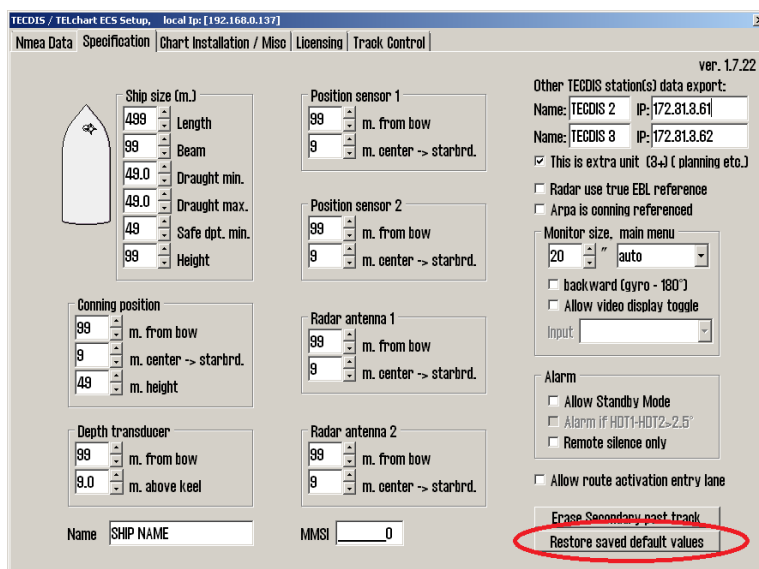 TECDIS / TELchart ECS Setup,    local Ip: [192.168.0.137]
Nmea Data  Specification  Chart Installation / Misc  Licensing  Track Control
ver. 1.7.22
Ship size (m.)
499  Length
99  Beam
49.0  Draught min.
49.0  Draught max.
49  Safe dpt. min.
99  Height
Conning position
99  m. from bow
9  m. center -> starbrd.
49  m. height
Depth transducer
99  m. from bow
9.0  m. above keel
Name  SHIP NAME
Position sensor 1
99  m. from bow
9  m. center -> starbrd.
Position sensor 2
99  m. from bow
9  m. center -> starbrd.
Radar antenna 1
99  m. from bow
9  m. center -> starbrd.
Radar antenna 2
99  m. from bow
9  m. center -> starbrd.
MMSI  0
Other TECDIS station(s) data export:
Name: TECDIS 2  IP: 172.31.3.61
Name: TECDIS 3  IP: 172.31.3.62
This is extra unit (3+) ( planning etc.)
Radar use true EBL reference
Arpa is conning referenced
Monitor size, main menu
20 "  auto
backward (gyro - 180°)
Allow video display toggle
Input
Alarm
Allow Standby Mode
Alarm if HDT1-HDT2>2.5°
Remote silence only
Allow route activation entry lane
Erase Secondary past track
Restore saved default values